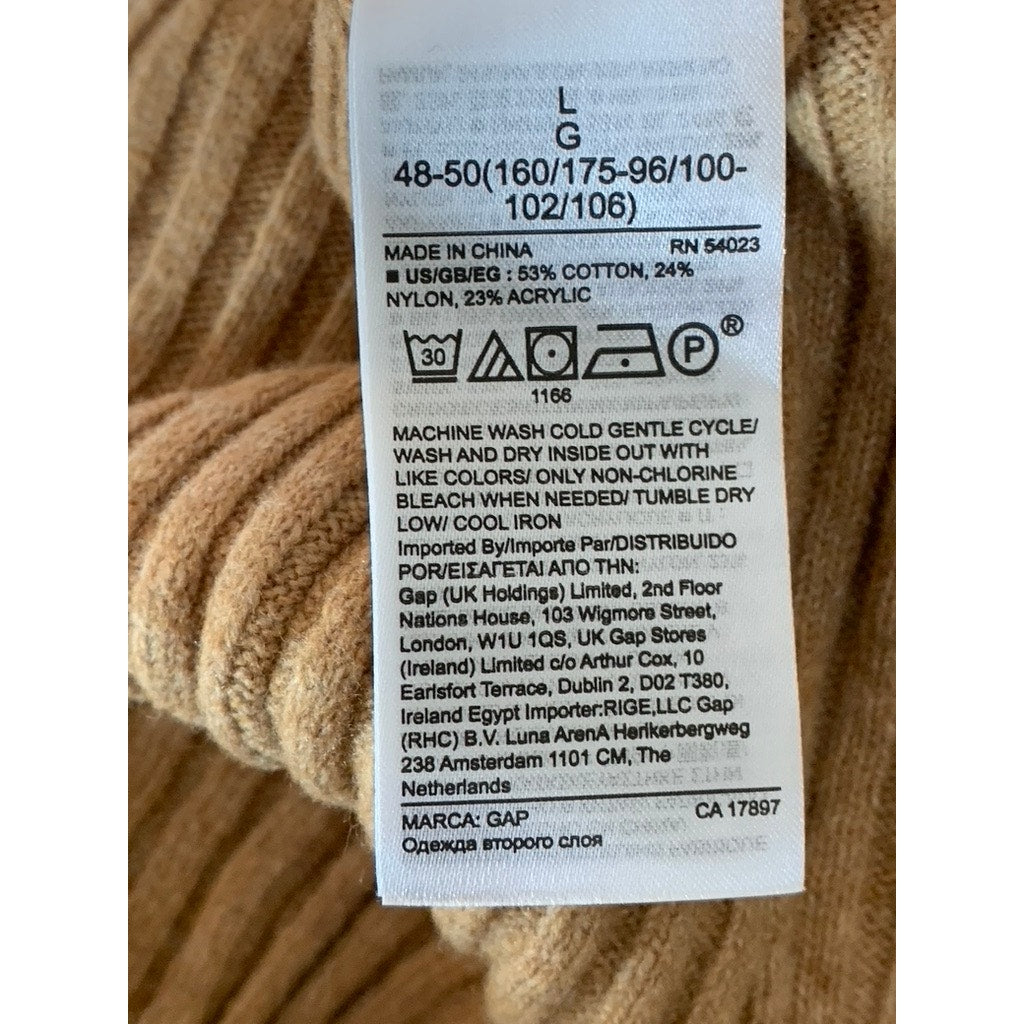 L
G
48-50(160/175-96/100-
102/106)
MADE IN CHINA RN 54023
■ US/GB/EG : 53% COTTON, 24%
NYLON, 23% ACRYLIC
30 P ®
1166
MACHINE WASH COLD GENTLE CYCLE/
WASH AND DRY INSIDE OUT WITH
LIKE COLORS/ ONLY NON-CHLORINE
BLEACH WHEN NEEDED/ TUMBLE DRY
LOW/ COOL IRON
Imported By/Importe Par/DISTRIBUIDO
POR/ΕΙΣΑΓΕΤΑΙ ΑΠΟ ΤΗΝ:
Gap (UK Holdings) Limited, 2nd Floor
Nations House, 103 Wigmore Street,
London, W1U 1QS, UK Gap Stores
(Ireland) Limited c/o Arthur Cox, 10
Earlsfort Terrace, Dublin 2, D02 T380,
Ireland Egypt Importer:RIGE,LLC Gap
(RHC) B.V. Luna ArenA Herikerbergweg
238 Amsterdam 1101 CM, The
Netherlands
MARCA: GAP CA 17897
Одежда второго слоя